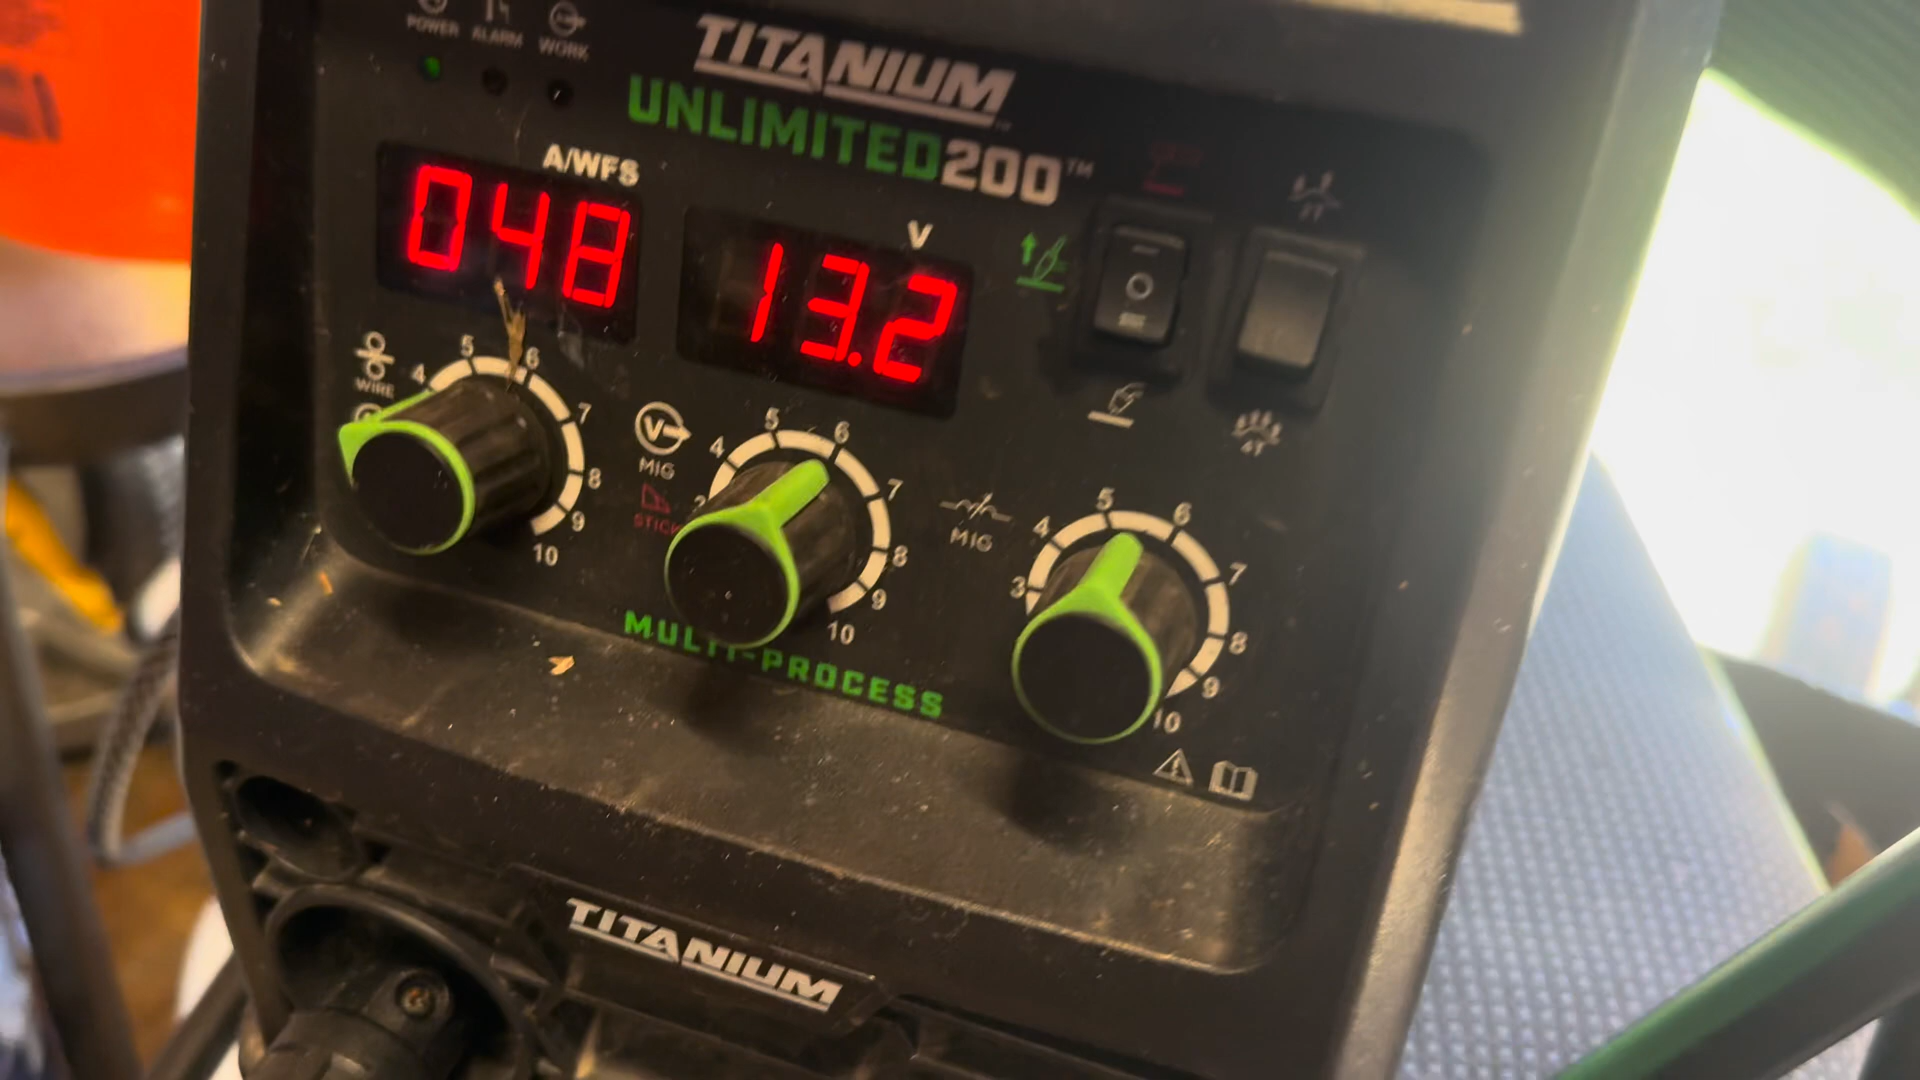 POWER ALARM WORK
TITANIUM
UNLIMITED200™
A/WFS
048
V
13.2
WIRE
4 5 6 7 8 9 10
MIG
STICK
4 5 6 7 8 9 10
MIG
3 4 5 6 7 8 9 10
2T
4T
MULTI-PROCESS
TITANIUM